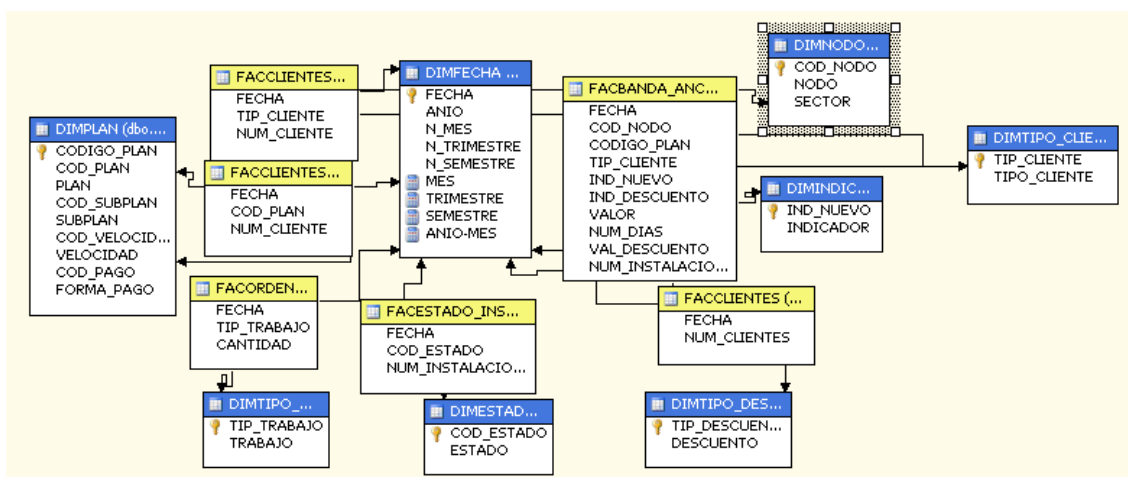 DIMPLAN (dbo....
CODIGO_PLAN
COD_PLAN
PLAN
COD_SUBPLAN
SUBPLAN
COD_VELOCID...
VELOCIDAD
COD_PAGO
FORMA_PAGO
FACCLIENTES...
FECHA
TIP_CLIENTE
NUM_CLIENTE
FACCLIENTES...
FECHA
COD_PLAN
NUM_CLIENTE
FACORDEN...
FECHA
TIP_TRABAJO
CANTIDAD
DIMTIPO_...
TIP_TRABAJO
TRABAJO
DIMFECHA ...
FECHA
ANIO
N_MES
N_TRIMESTRE
N_SEMESTRE
MES
TRIMESTRE
SEMESTRE
ANIO-MES
FACESTADO_INS...
FECHA
COD_ESTADO
NUM_INSTALACIO...
DIMESTAD...
COD_ESTADO
ESTADO
FACBANDA_ANC...
FECHA
COD_NODO
CODIGO_PLAN
TIP_CLIENTE
IND_NUEVO
IND_DESCUENTO
VALOR
NUM_DIAS
VAL_DESCUENTO
NUM_INSTALACIO...
FACCLIENTES (...
FECHA
NUM_CLIENTES
DIMTIPO_DES...
TIP_DESCUEN...
DESCUENTO
DIMNODO...
COD_NODO
NODO
SECTOR
DIMINDIC...
IND_NUEVO
INDICADOR
DIMTIPO_CLIE...
TIP_CLIENTE
TIPO_CLIENTE